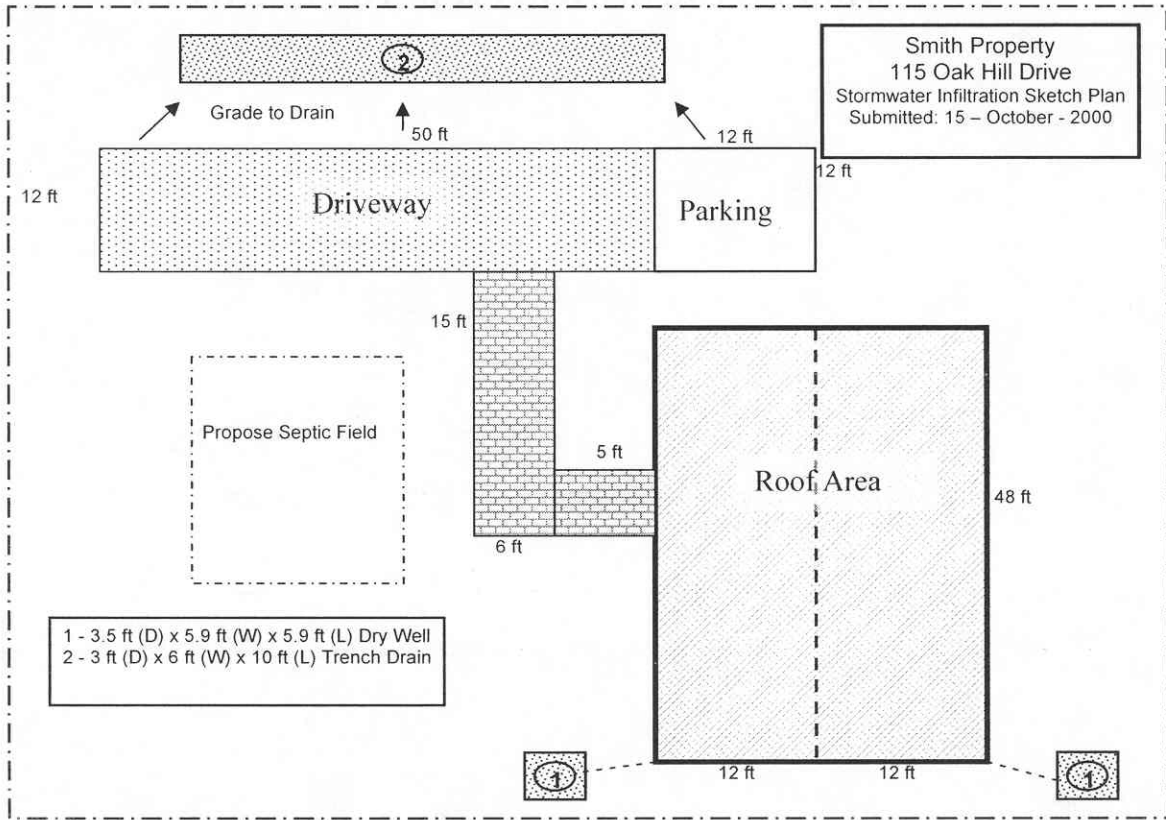 2
Smith Property
115 Oak Hill Drive
Stormwater Infiltration Sketch Plan
Submitted: 15 – October - 2000
Grade to Drain
50 ft
12 ft
12 ft
12 ft
Driveway
Parking
15 ft
Propose Septic Field
5 ft
Roof Area
48 ft
6 ft
1 - 3.5 ft (D) x 5.9 ft (W) x 5.9 ft (L) Dry Well
2 - 3 ft (D) x 6 ft (W) x 10 ft (L) Trench Drain
1
12 ft
12 ft
1